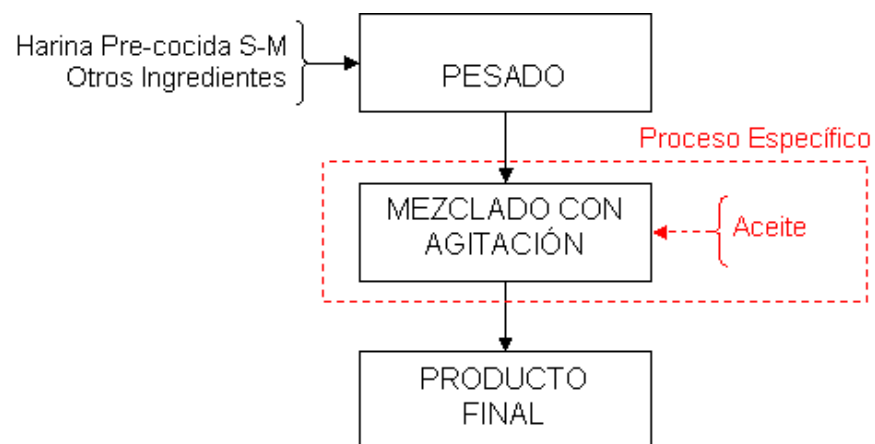 Harina Pre-cocida S-M
Otros Ingredientes
PESADO
Proceso Específico
MEZCLADO CON
AGITACIÓN
Aceite
PRODUCTO
FINAL